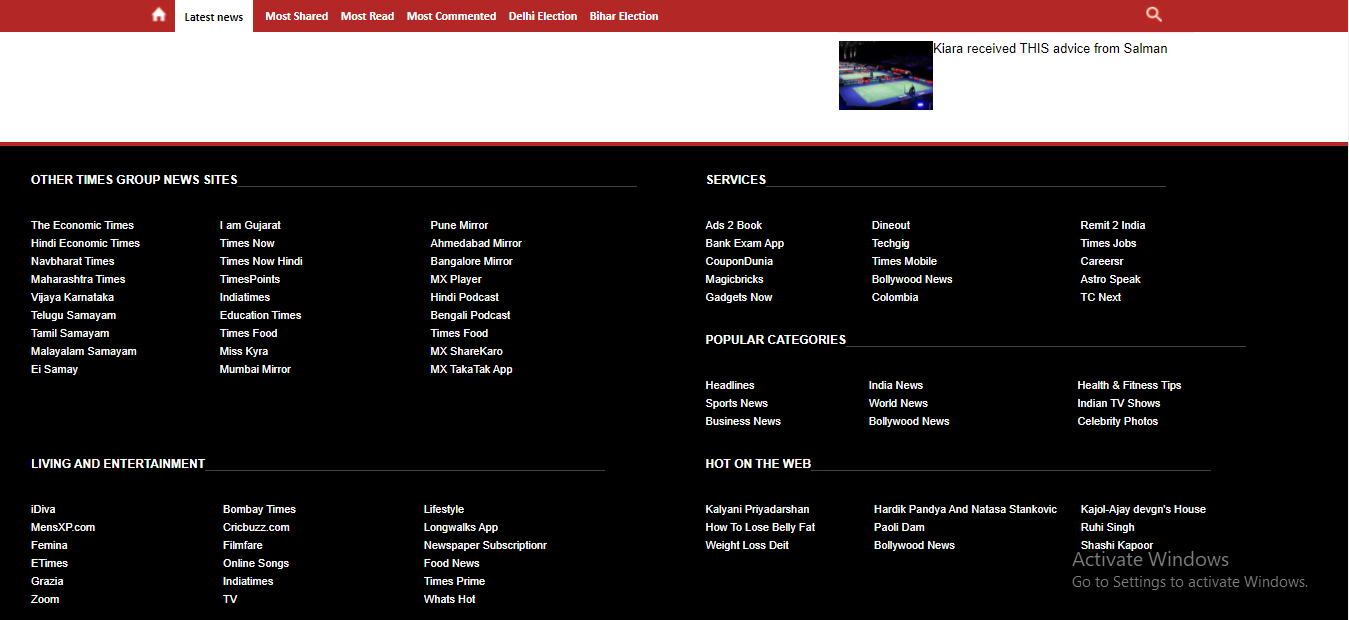 Latest news Most Shared Most Read Most Commented Delhi Election Bihar Election
Kiara received THIS advice from Salman
OTHER TIMES GROUP NEWS SITES
The Economic Times I am Gujarat Pune Mirror
Hindi Economic Times Times Now Ahmedabad Mirror
Navbharat Times Times Now Hindi Bangalore Mirror
Maharashtra Times TimesPoints MX Player
Vijaya Karnataka Indiatimes Hindi Podcast
Telugu Samayam Education Times Bengali Podcast
Tamil Samayam Times Food Times Food
Malayalam Samayam Miss Kyra MX ShareKaro
Ei Samay Mumbai Mirror MX TakaTak App
SERVICES
Ads 2 Book Dineout Remit 2 India
Bank Exam App Techgig Times Jobs
CouponDunia Times Mobile Careersr
Magicbricks Bollywood News Astro Speak
Gadgets Now Colombia TC Next
POPULAR CATEGORIES
Headlines India News Health & Fitness Tips
Sports News World News Indian TV Shows
Business News Bollywood News Celebrity Photos
LIVING AND ENTERTAINMENT
iDiva Bombay Times Lifestyle
MensXP.com Cricbuzz.com Longwalks App
Femina Filmfare Newspaper Subscriptionr
ETimes Online Songs Food News
Grazia Indiatimes Times Prime
Zoom TV Whats Hot
HOT ON THE WEB
Kalyani Priyadarshan Hardik Pandya And Natasa Stankovic Kajol-Ajay devgn's House
How To Lose Belly Fat Paoli Dam Ruhi Singh
Weight Loss Deit Bollywood News Shashi Kapoor
Activate Windows
Go to Settings to activate Windows.